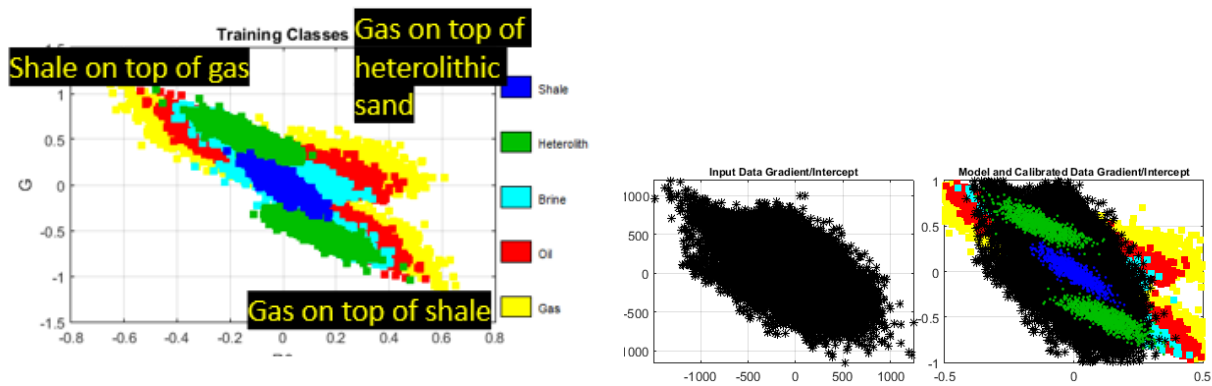 Training Classes
Gas on top of
heterolithic
sand
Shale on top of gas
1
0.5
0
-0.5
-1
-1.5
G
-0.8
-0.6
-0.4
-0.2
0
0.2
0.4
0.6
0.8
Shale
Heterolith
Brine
Oil
Gas
Gas on top of shale
Input Data Gradient/Intercept
1000
500
0
-500
-1000
0
1000
Model and Calibrated Data Gradient/Intercept
1
0.5
0
-0.5
-1
-0.5
0
0.5